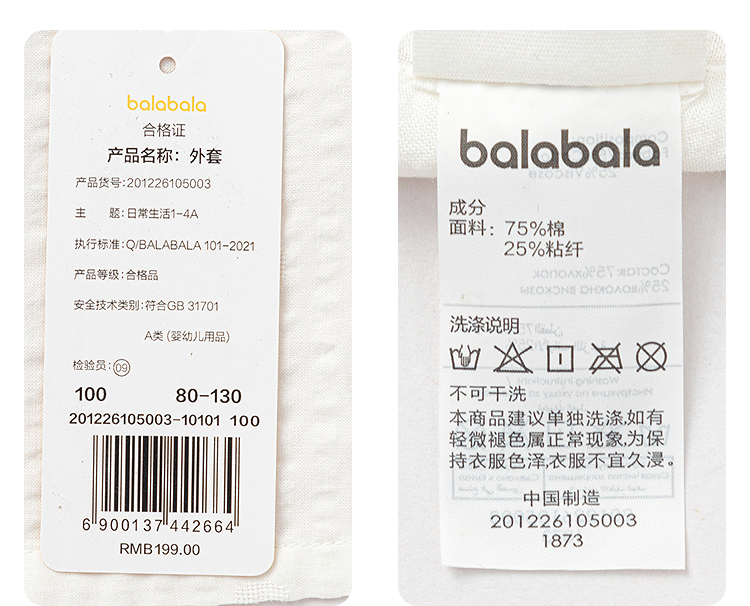 balabala
合格证
产品名称：外套
产品货号:201226105003
主 题:日常生活1-4A
执行标准:Q/BALABALA 101-2021
产品等级:合格品
安全技术类别:符合GB 31701
A类 (婴幼儿用品)
检验员:09
100 80-130
201226105003-10101 100
6 900137 442664
RMB199.00
balabala
成分
面料：75%棉
25%粘纤
洗涤说明
不可干洗
本商品建议单独洗涤,如有
轻微褪色属正常现象,为保
持衣服色泽,衣服不宜久浸。
中国制造
201226105003
1873